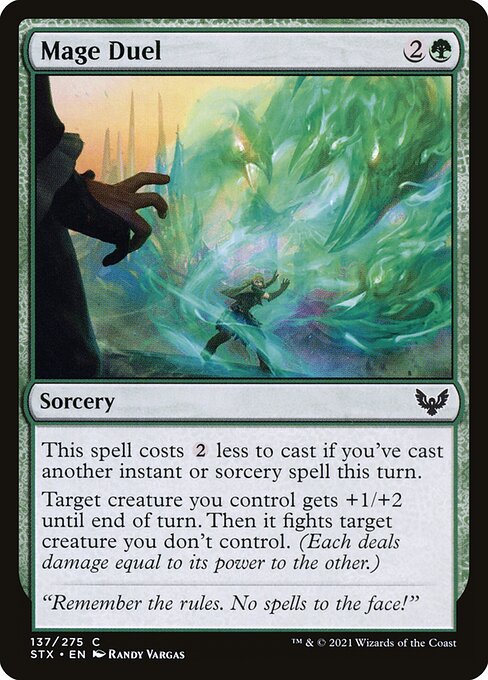 Mage Duel 2
Sorcery
This spell costs 2 less to cast if you've cast
another instant or sorcery spell this turn.
Target creature you control gets +1/+2
until end of turn. Then it fights target
creature you don't control. (Each deals
damage equal to its power to the other.)
"Remember the rules. No spells to the face!"
137/275 C
STX • EN Randy Vargas
™ & © 2021 Wizards of the Coast